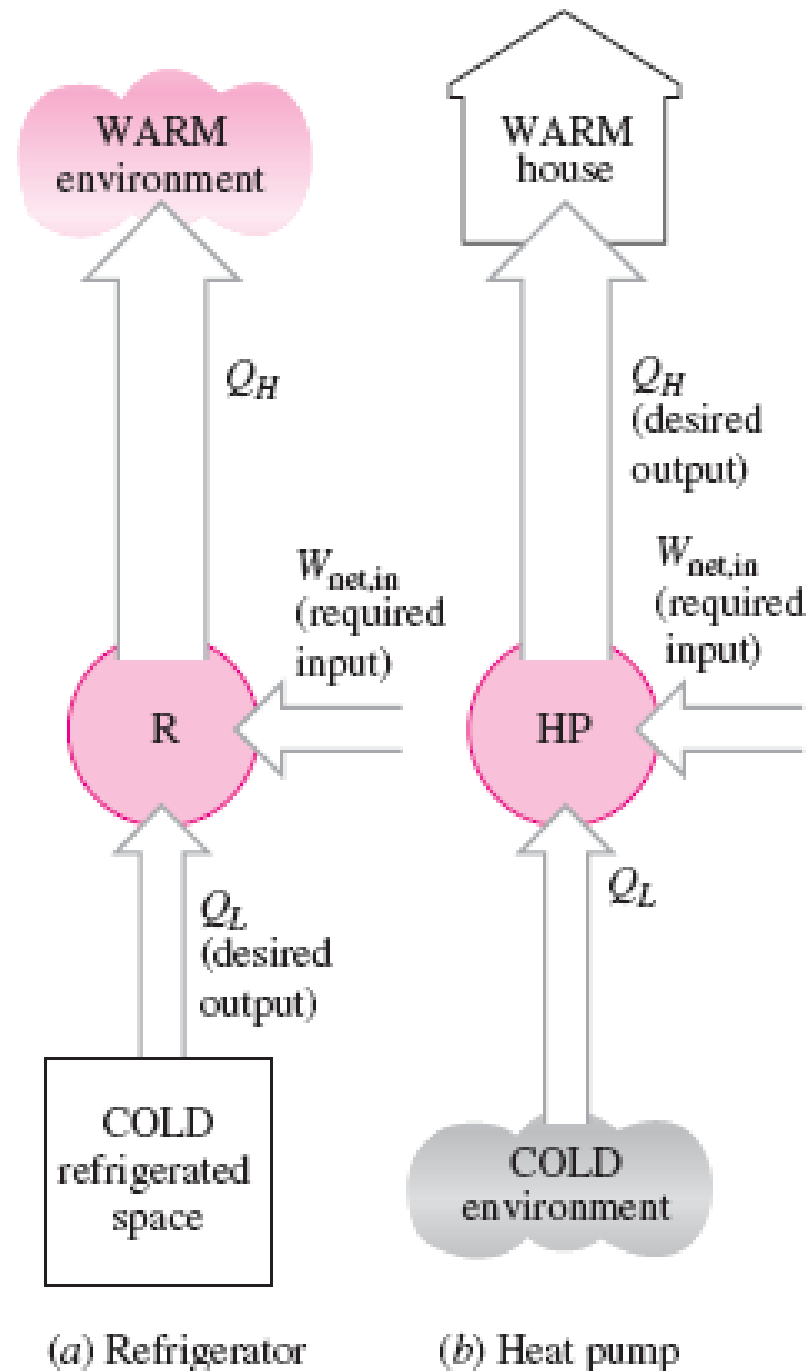 WARM
environment
Q_H
W_net,in
(required
input)
R
Q_L
(desired
output)
COLD
refrigerated
space
(a) Refrigerator
WARM
house
Q_H
(desired
output)
W_net,in
(required
input)
HP
Q_L
COLD
environment
(b) Heat pump